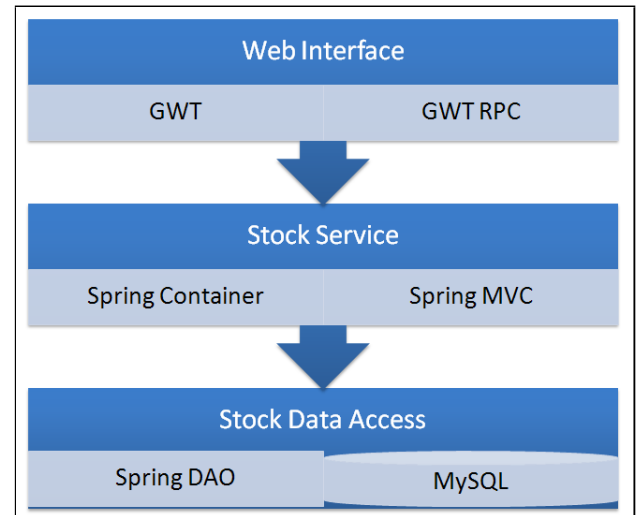 Web Interface
GWT
GWT RPC
Stock Service
Spring Container
Spring MVC
Stock Data Access
Spring DAO
MySQL